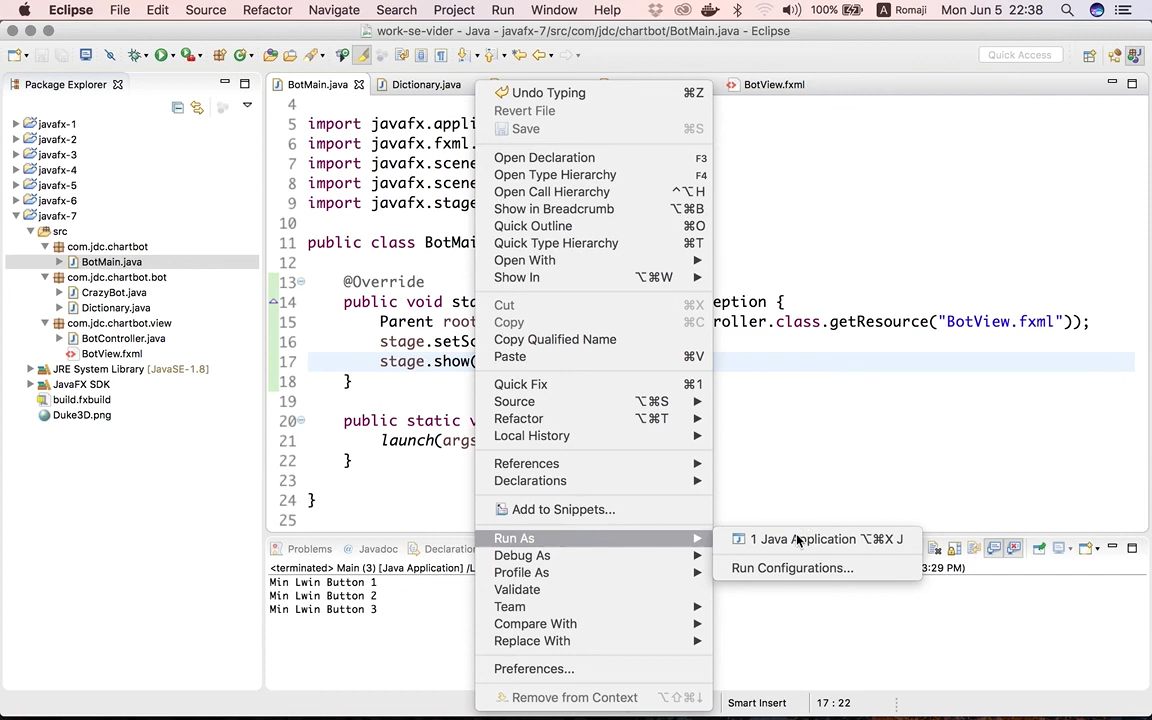 Eclipse File Edit Source Refactor Navigate Search Project Run Window Help 100% A Romaji Mon Jun 5 22:38
work-se-vider - Java - javafx-7/src/com/jdc/chartbot/BotMain.java - Eclipse
Quick Access
Package Explorer
javafx-1
javafx-2
javafx-3
javafx-4
javafx-5
javafx-6
javafx-7
src
com.jdc.chartbot
BotMain.java
com.jdc.chartbot.bot
CrazyBot.java
Dictionary.java
com.jdc.chartbot.view
BotController.java
BotView.fxml
JRE System Library [JavaSE-1.8]
JavaFX SDK
build.fxbuild
Duke3D.png
BotMain.java Dictionary.java BotView.fxml
4
5 import javafx.appli
6 import javafx.fxml.
7 import javafx.scene
8 import javafx.scene
9 import javafx.stage
10
11 public class BotMai
12
13 @Override
14 public void sta eption {
15 Parent root roller.class.getResource("BotView.fxml"));
16 stage.setSc
17 stage.show(
18 }
19
20 public static v
21 launch(args
22 }
23
24 }
25
Undo Typing ⌘Z
Revert File
Save ⌘S
Open Declaration F3
Open Type Hierarchy F4
Open Call Hierarchy ^⌥H
Show in Breadcrumb ⌥⌘B
Quick Outline ⌘O
Quick Type Hierarchy ⌘T
Open With
Show In ⌥⌘W
Cut ⌘X
Copy ⌘C
Copy Qualified Name
Paste ⌘V
Quick Fix ⌘1
Source ⌥⌘S
Refactor ⌥⌘T
Local History
References
Declarations
Add to Snippets...
Run As
Debug As
Profile As
Validate
Team
Compare With
Replace With
Preferences...
Remove from Context ⌥⇧⌘↓
1 Java Application ⌥⌘X J
Run Configurations...
Problems Javadoc Declaration
<terminated> Main (3) [Java Application] /L 3:29 PM)
Min Lwin Button 1
Min Lwin Button 2
Min Lwin Button 3
Smart Insert 17 : 22